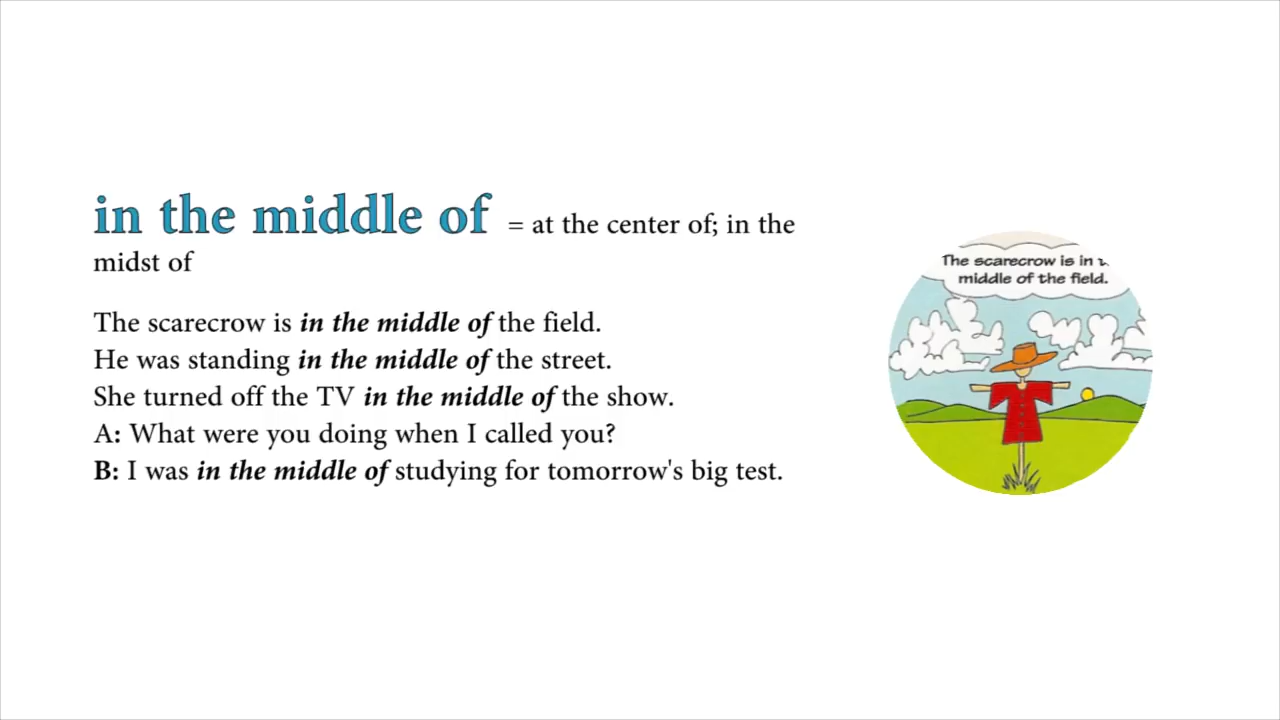 in the middle of = at the center of; in the
midst of
The scarecrow is in the middle of the field.
He was standing in the middle of the street.
She turned off the TV in the middle of the show.
A: What were you doing when I called you?
B: I was in the middle of studying for tomorrow's big test.
The scarecrow is in
middle of the field.